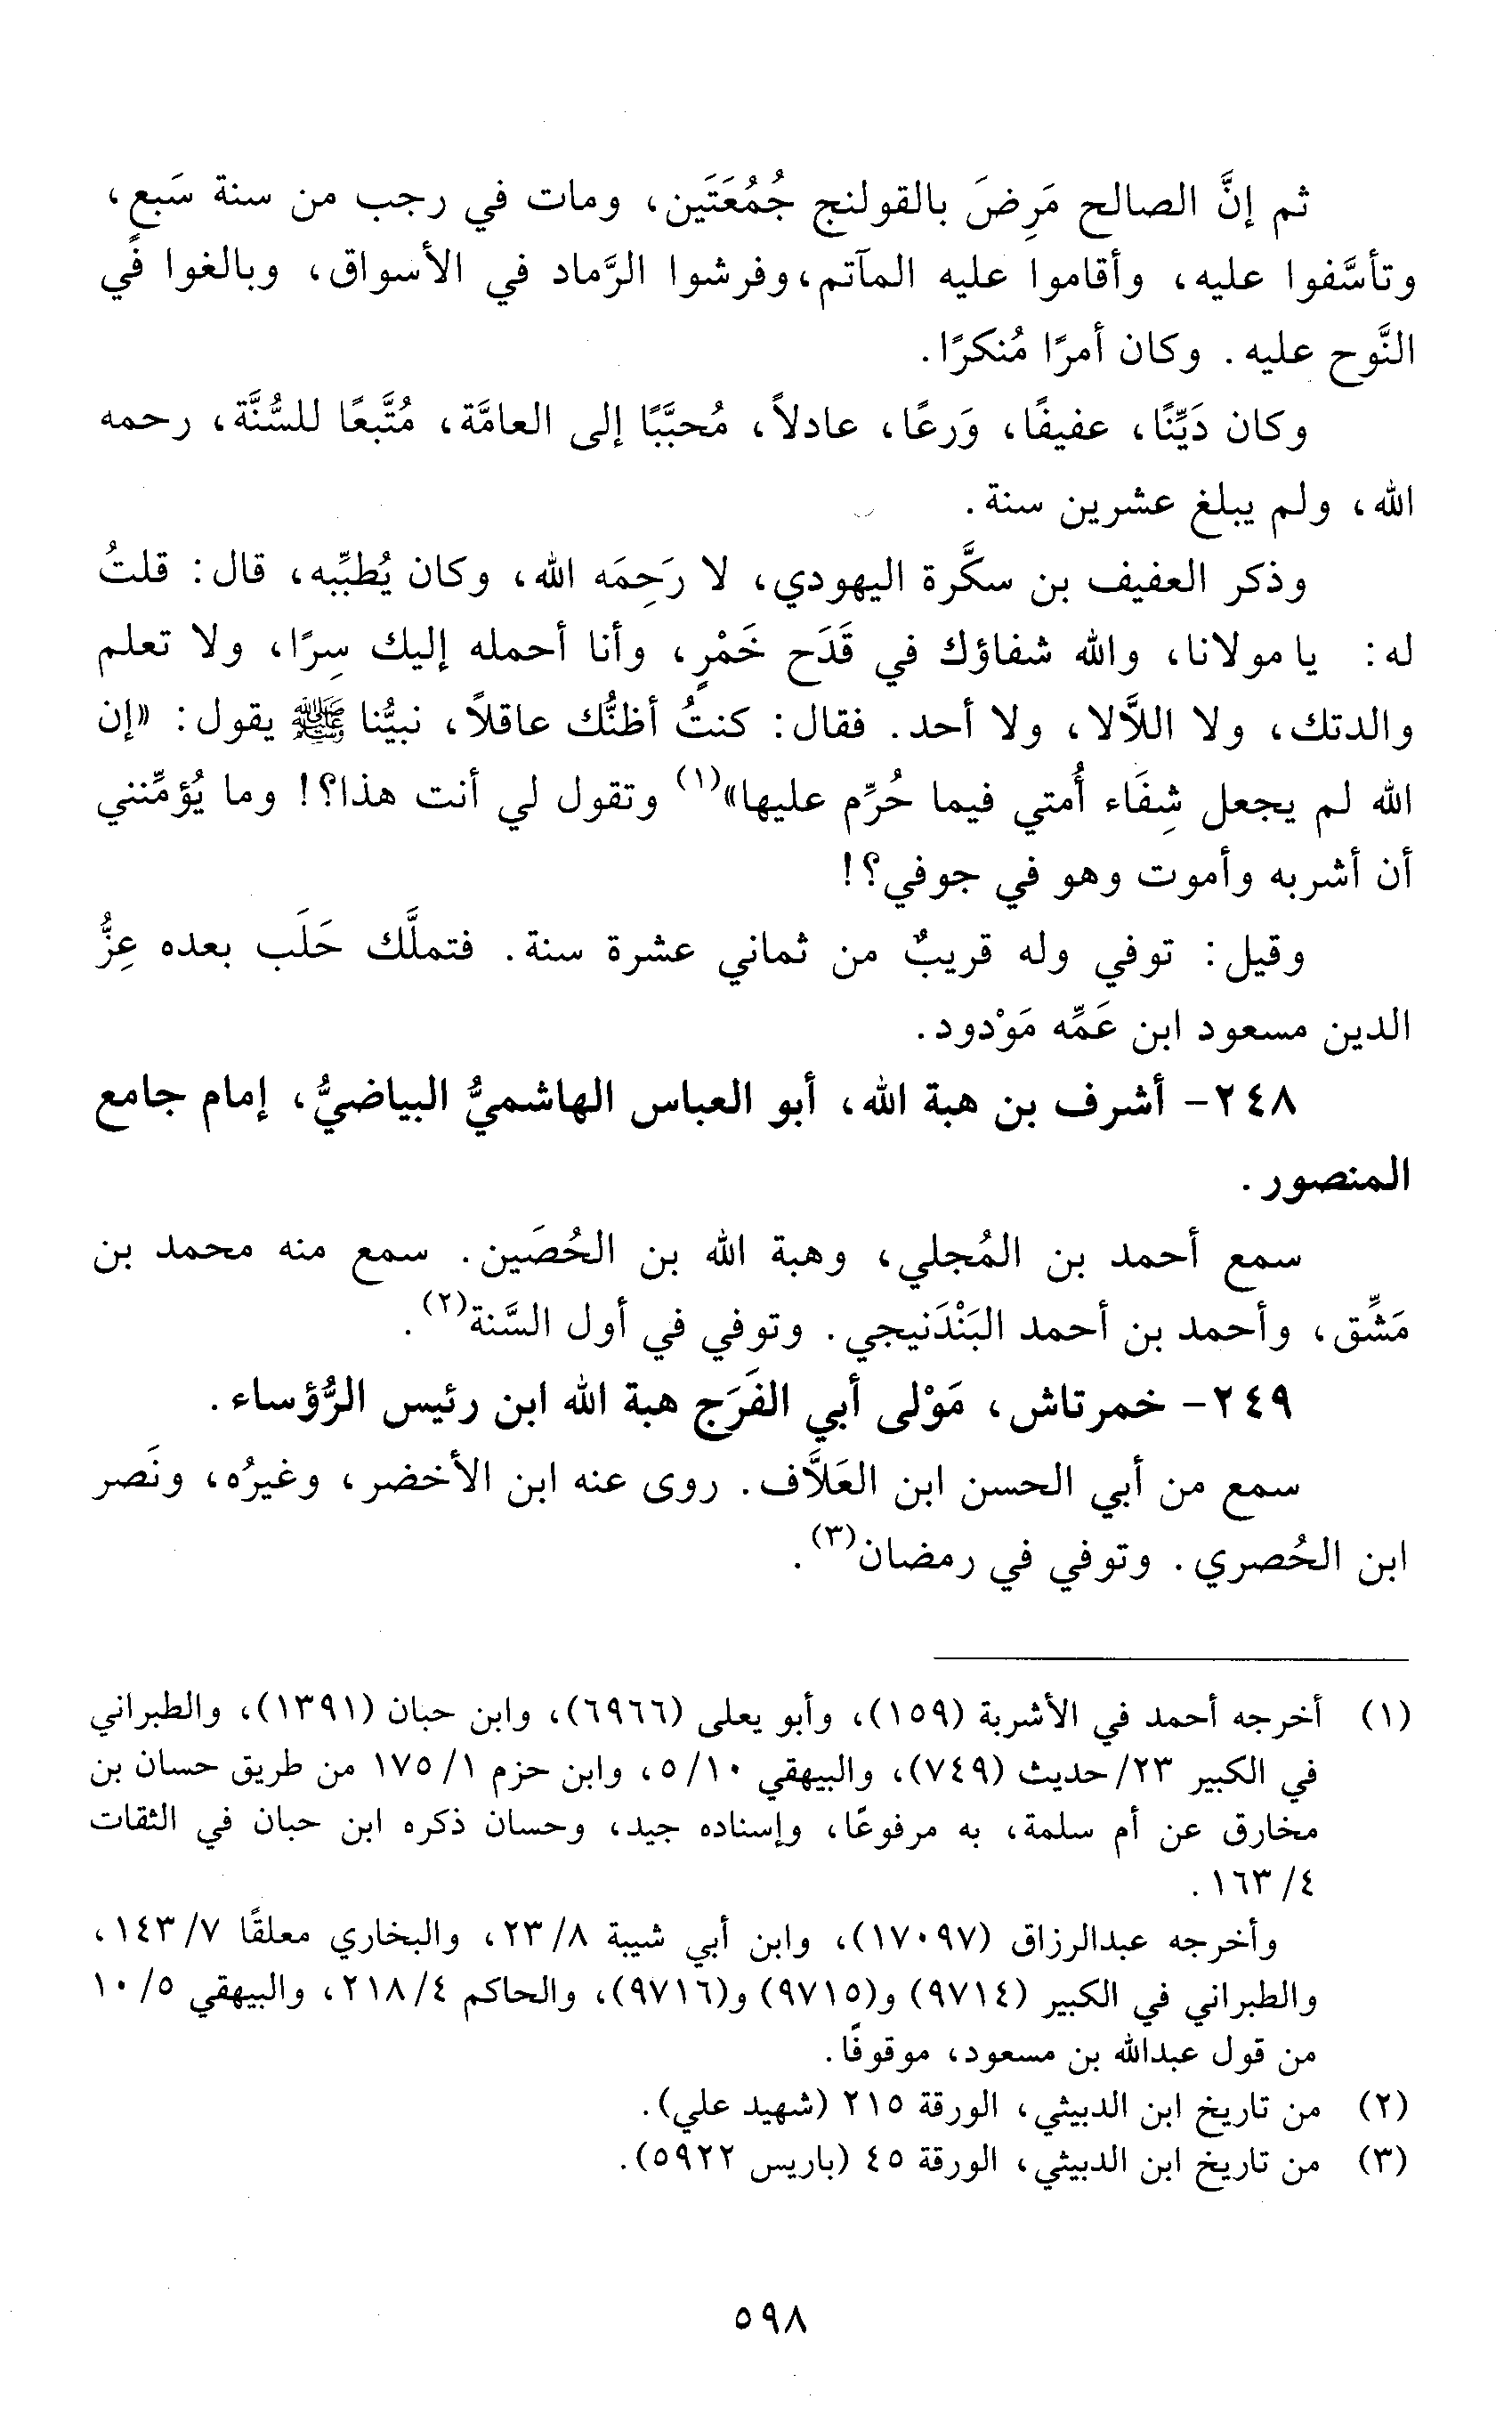 ثم إنَّ الصالح مَرِضَ بالقولنج جُمُعَتَين، ومات في رجب من سنة سَبع،
وتأسَّفوا عليه، وأقاموا عليه المآتم،وفرشوا الرَّماد في الأسواق، وبالغوا في
النَّوح عليه. وكان أمرًا مُنكرًا.
وكان دَيِّنًا، عفيفًا، وَرعًا، عادلاً، مُحبَّبًا إلى العامَّة، مُتَّبعًا للسُّنَّة، رحمه
الله، ولم يبلغ عشرين سنة.
وذكر العفيف بن سكَّرة اليهودي، لا رَحِمَه الله، وكان يُطبِّبه، قال: قلتُ
له: يا مولانا، والله شفاؤك في قَدَح خَمْرٍ، وأنا أحمله إليك سِرًا، ولا تعلم
والدتك، ولا اللاَّلا، ولا أحد. فقال: كنتُ أظنُّك عاقلاً، نبيُّنا ﷺ يقول: «إن
الله لم يجعل شِفَاء أُمتي فيما حُرِّم عليها»(١) وتقول لي أنت هذا؟! وما يُؤمِّنني
أن أشربه وأموت وهو في جوفي؟!
وقيل: توفي وله قريبٌ من ثماني عشرة سنة. فتملَّك حَلَب بعده عِزُّ
الدين مسعود ابن عَمِّه مَوْدود.
٢٤٨- أشرف بن هبة الله، أبو العباس الهاشميُّ البياضيُّ، إمام جامع
المنصور.
سمع أحمد بن المُجلي، وهبة الله بن الحُصَين. سمع منه محمد بن
مَشِّق، وأحمد بن أحمد البَنْدَنيجي. وتوفي في أول السَّنة(٢).
٢٤٩- خمرتاش، مَوْلى أبي الفَرَج هبة الله ابن رئيس الرُّؤساء.
سمع من أبي الحسن ابن العَلاَّف. روى عنه ابن الأخضر، وغيرُه، ونَصر
ابن الحُصري. وتوفي في رمضان(٣).
(١) أخرجه أحمد في الأشربة (١٥٩)، وأبو يعلى (٦٩٦٦)، وابن حبان (١٣٩١)، والطبراني
في الكبير ٢٣/حديث (٧٤٩)، والبيهقي ٥/١٠، وابن حزم ١/ ١٧٥ من طريق حسان بن
مخارق عن أم سلمة، به مرفوعًا، وإسناده جيد، وحسان ذكره ابن حبان في الثقات
٤/ ١٦٣.
وأخرجه عبدالرزاق (١٧٠٩٧)، وابن أبي شيبة ٨/ ٢٣، والبخاري معلقًا ٧/ ١٤٣،
والطبراني في الكبير (٩٧١٤) و(٩٧١٥) و(٩٧١٦)، والحاكم ٤/ ٢١٨، والبيهقي ٥/ ١٠
من قول عبدالله بن مسعود، موقوفًا.
(٢) من تاريخ ابن الدبيثي، الورقة ٢١٥ (شهيد علي).
(٣) من تاريخ ابن الدبيثي، الورقة ٤٥ (باريس ٥٩٢٢).
٥٩٨